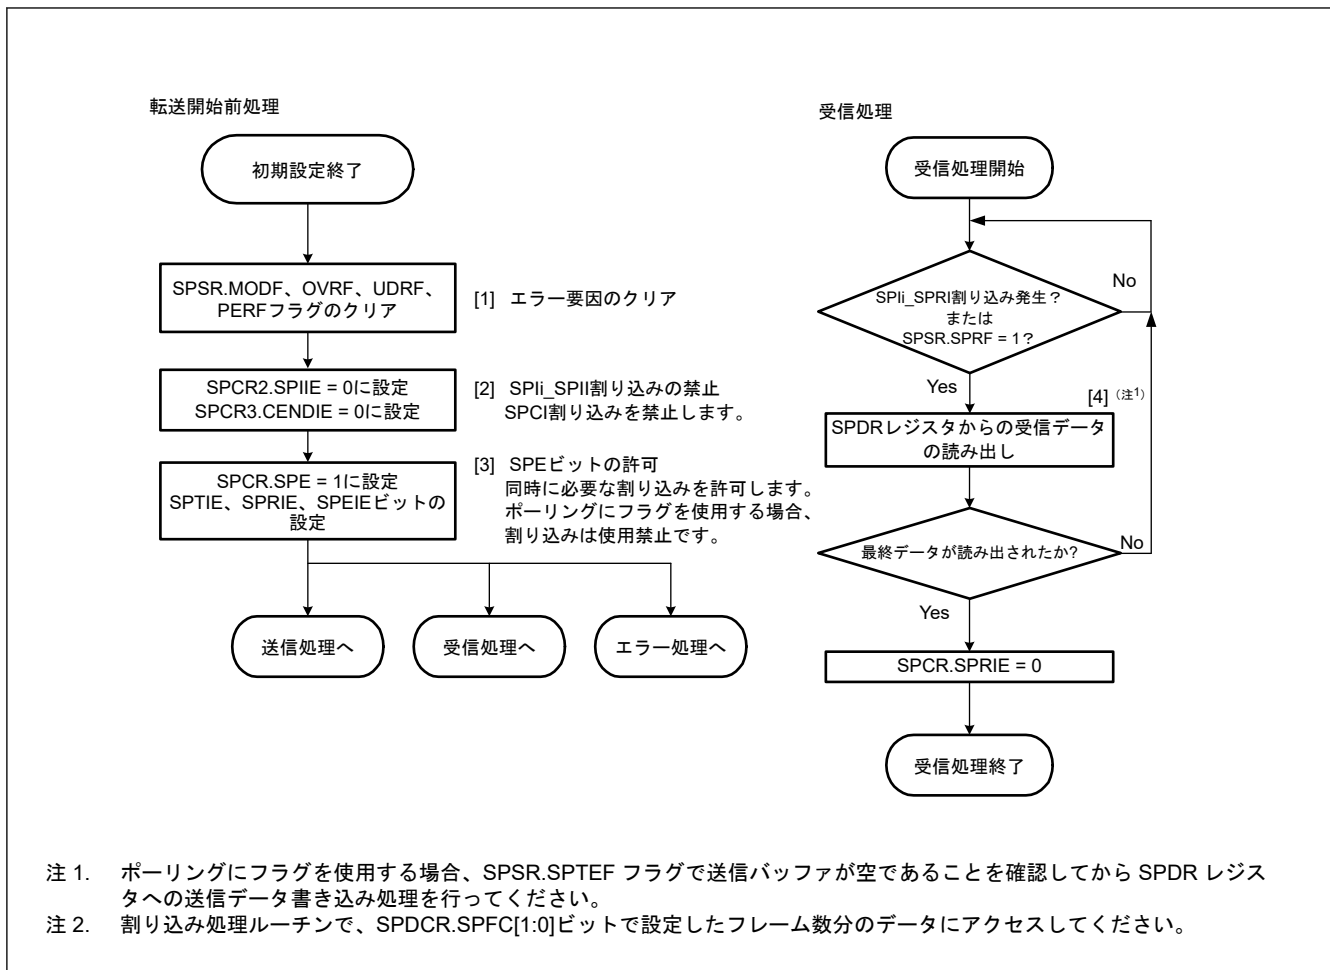 転送開始前処理
初期設定終了
SPSR.MODF、OVRF、UDRF、
PERFフラグのクリア
[1] エラー要因のクリア
SPCR2.SPIIE = 0に設定
SPCR3.CENDIE = 0に設定
[2] SPIi_SPII割り込みの禁止
SPCI割り込みを禁止します。
SPCR.SPE = 1に設定
SPTIE、SPRIE、SPEIEビットの
設定
[3] SPEビットの許可
同時に必要な割り込みを許可します。
ポーリングにフラグを使用する場合、
割り込みは使用禁止です。
送信処理へ
受信処理へ
エラー処理へ
受信処理
受信処理開始
SPIi_SPRI割り込み発生？
または
SPSR.SPRF = 1？
No
Yes
[4]（注1）
SPDRレジスタからの受信データ
の読み出し
最終データが読み出されたか?
No
Yes
SPCR.SPRIE = 0
受信処理終了
注 1. ポーリングにフラグを使用する場合、SPSR.SPTEF フラグで送信バッファが空であることを確認してから SPDR レジス
タへの送信データ書き込み処理を行ってください。
注 2. 割り込み処理ルーチンで、SPDCR.SPFC[1:0]ビットで設定したフレーム数分のデータにアクセスしてください。